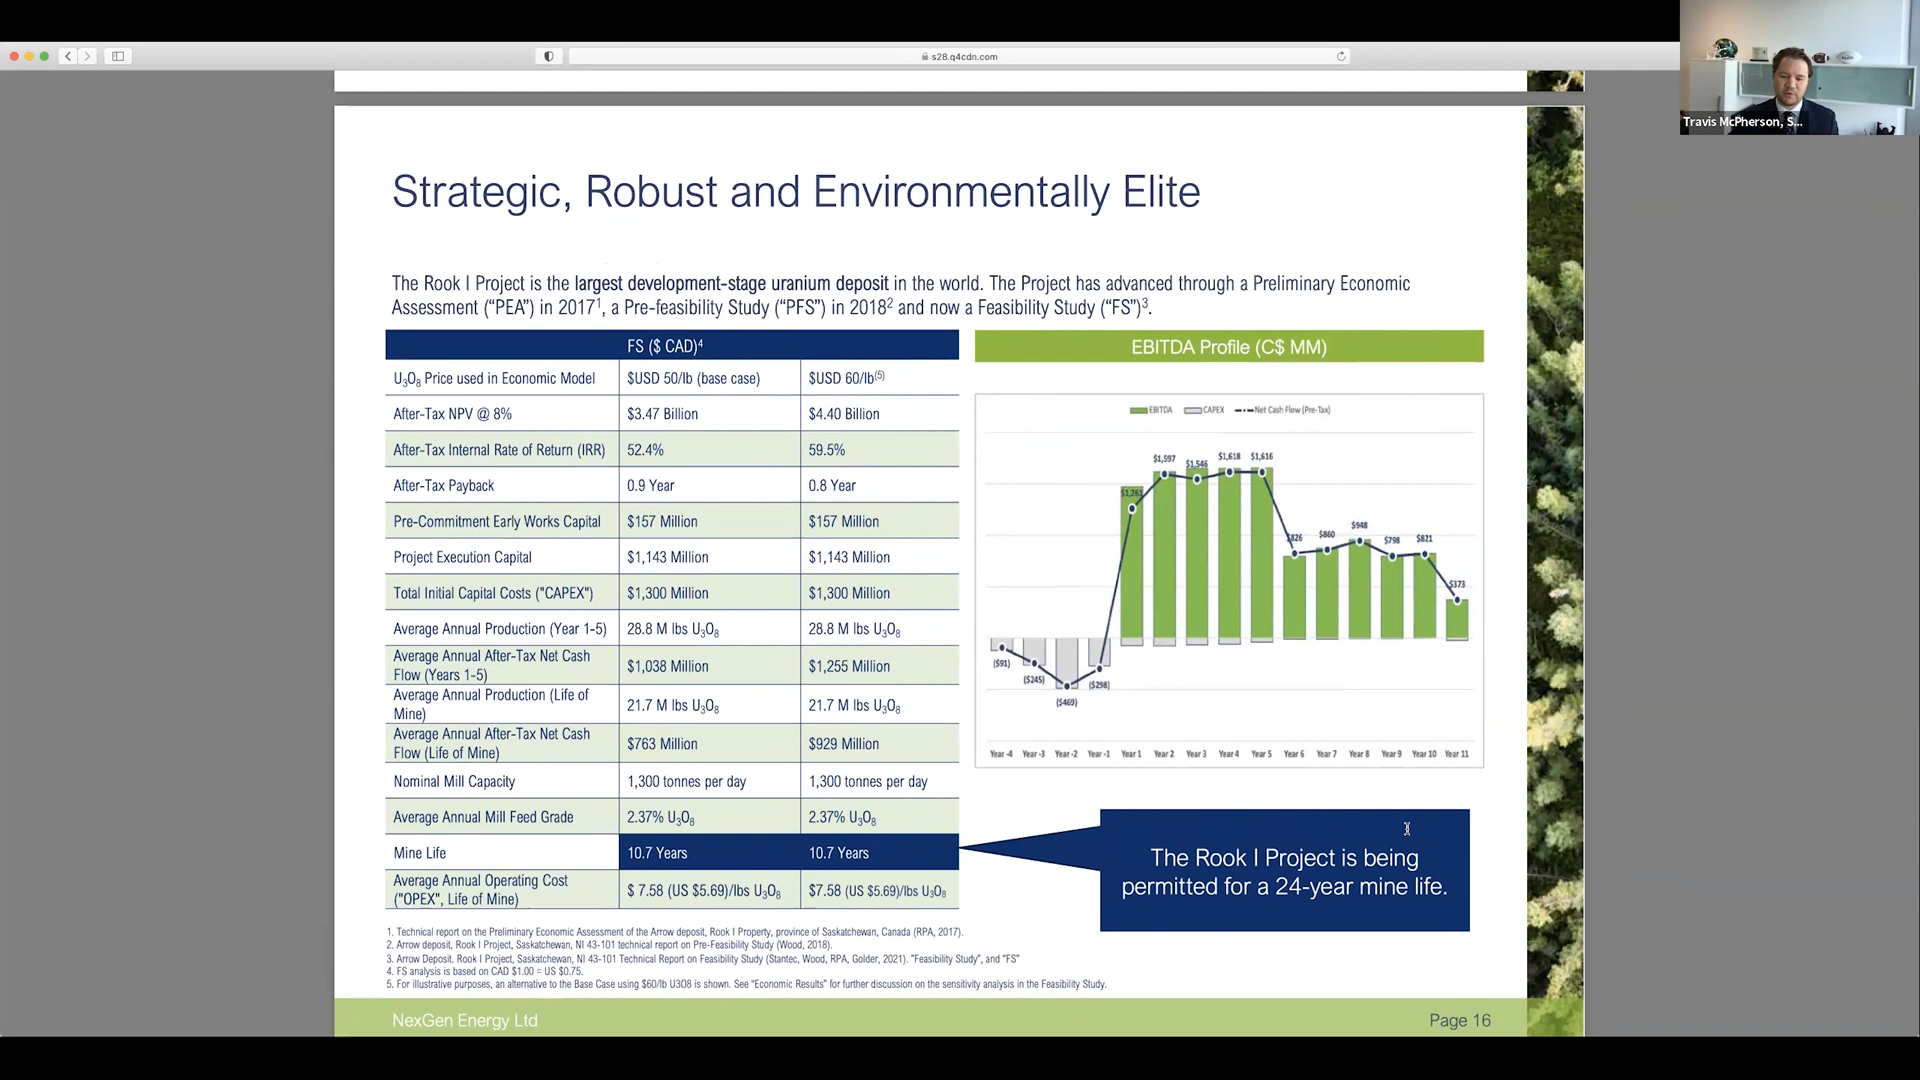 s28.q4cdn.com
Travis McPherson, S...
Strategic, Robust and Environmentally Elite
The Rook I Project is the largest development-stage uranium deposit in the world. The Project has advanced through a Preliminary Economic
Assessment (“PEA”) in 2017¹, a Pre-feasibility Study (“PFS”) in 2018² and now a Feasibility Study (“FS”)³.
FS ($ CAD)⁴
U₃O₈ Price used in Economic Model $USD 50/lb (base case) $USD 60/lb⁽⁵⁾
After-Tax NPV @ 8% $3.47 Billion $4.40 Billion
After-Tax Internal Rate of Return (IRR) 52.4% 59.5%
After-Tax Payback 0.9 Year 0.8 Year
Pre-Commitment Early Works Capital $157 Million $157 Million
Project Execution Capital $1,143 Million $1,143 Million
Total Initial Capital Costs ("CAPEX") $1,300 Million $1,300 Million
Average Annual Production (Year 1-5) 28.8 M lbs U₃O₈ 28.8 M lbs U₃O₈
Average Annual After-Tax Net Cash
Flow (Years 1-5) $1,038 Million $1,255 Million
Average Annual Production (Life of
Mine) 21.7 M lbs U₃O₈ 21.7 M lbs U₃O₈
Average Annual After-Tax Net Cash
Flow (Life of Mine) $763 Million $929 Million
Nominal Mill Capacity 1,300 tonnes per day 1,300 tonnes per day
Average Annual Mill Feed Grade 2.37% U₃O₈ 2.37% U₃O₈
Mine Life 10.7 Years 10.7 Years
Average Annual Operating Cost
("OPEX", Life of Mine) $ 7.58 (US $5.69)/lbs U₃O₈ $7.58 (US $5.69)/lbs U₃O₈
EBITDA Profile (C$ MM)
EBITDA CAPEX Net Cash Flow (Pre-Tax)
$1,261 $1,597 $1,546 $1,618 $1,616 $826 $860 $948 $798 $821 $373
($91) ($245) ($469) ($298)
Year -4 Year -3 Year -2 Year -1 Year 1 Year 2 Year 3 Year 4 Year 5 Year 6 Year 7 Year 8 Year 9 Year 10 Year 11
The Rook I Project is being
permitted for a 24-year mine life.
1. Technical report on the Preliminary Economic Assessment of the Arrow deposit, Rook I Property, province of Saskatchewan, Canada (RPA, 2017).
2. Arrow deposit, Rook I Project, Saskatchewan, NI 43-101 technical report on Pre-Feasibility Study (Wood, 2018).
3. Arrow Deposit. Rook I Project, Saskatchewan, NI 43-101 Technical Report on Feasibility Study (Stantec, Wood, RPA, Golder, 2021). "Feasibility Study", and "FS"
4. FS analysis is based on CAD $1.00 = US $0.75.
5. For illustrative purposes, an alternative to the Base Case using $60/lb U3O8 is shown. See "Economic Results" for further discussion on the sensitivity analysis in the Feasibility Study.
NexGen Energy Ltd
Page 16